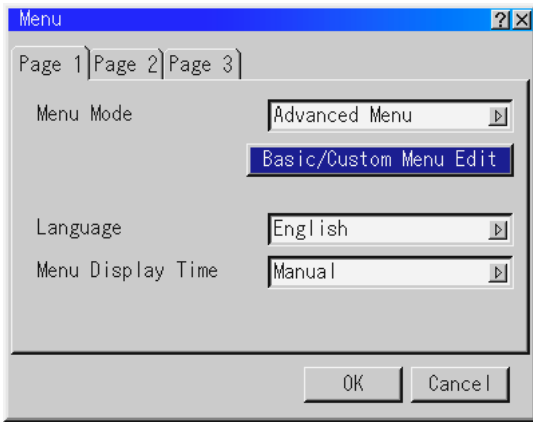 Menu
Page 1 Page 2 Page 3
Menu Mode Advanced Menu
Basic/Custom Menu Edit
Language English
Menu Display Time Manual
OK Cancel